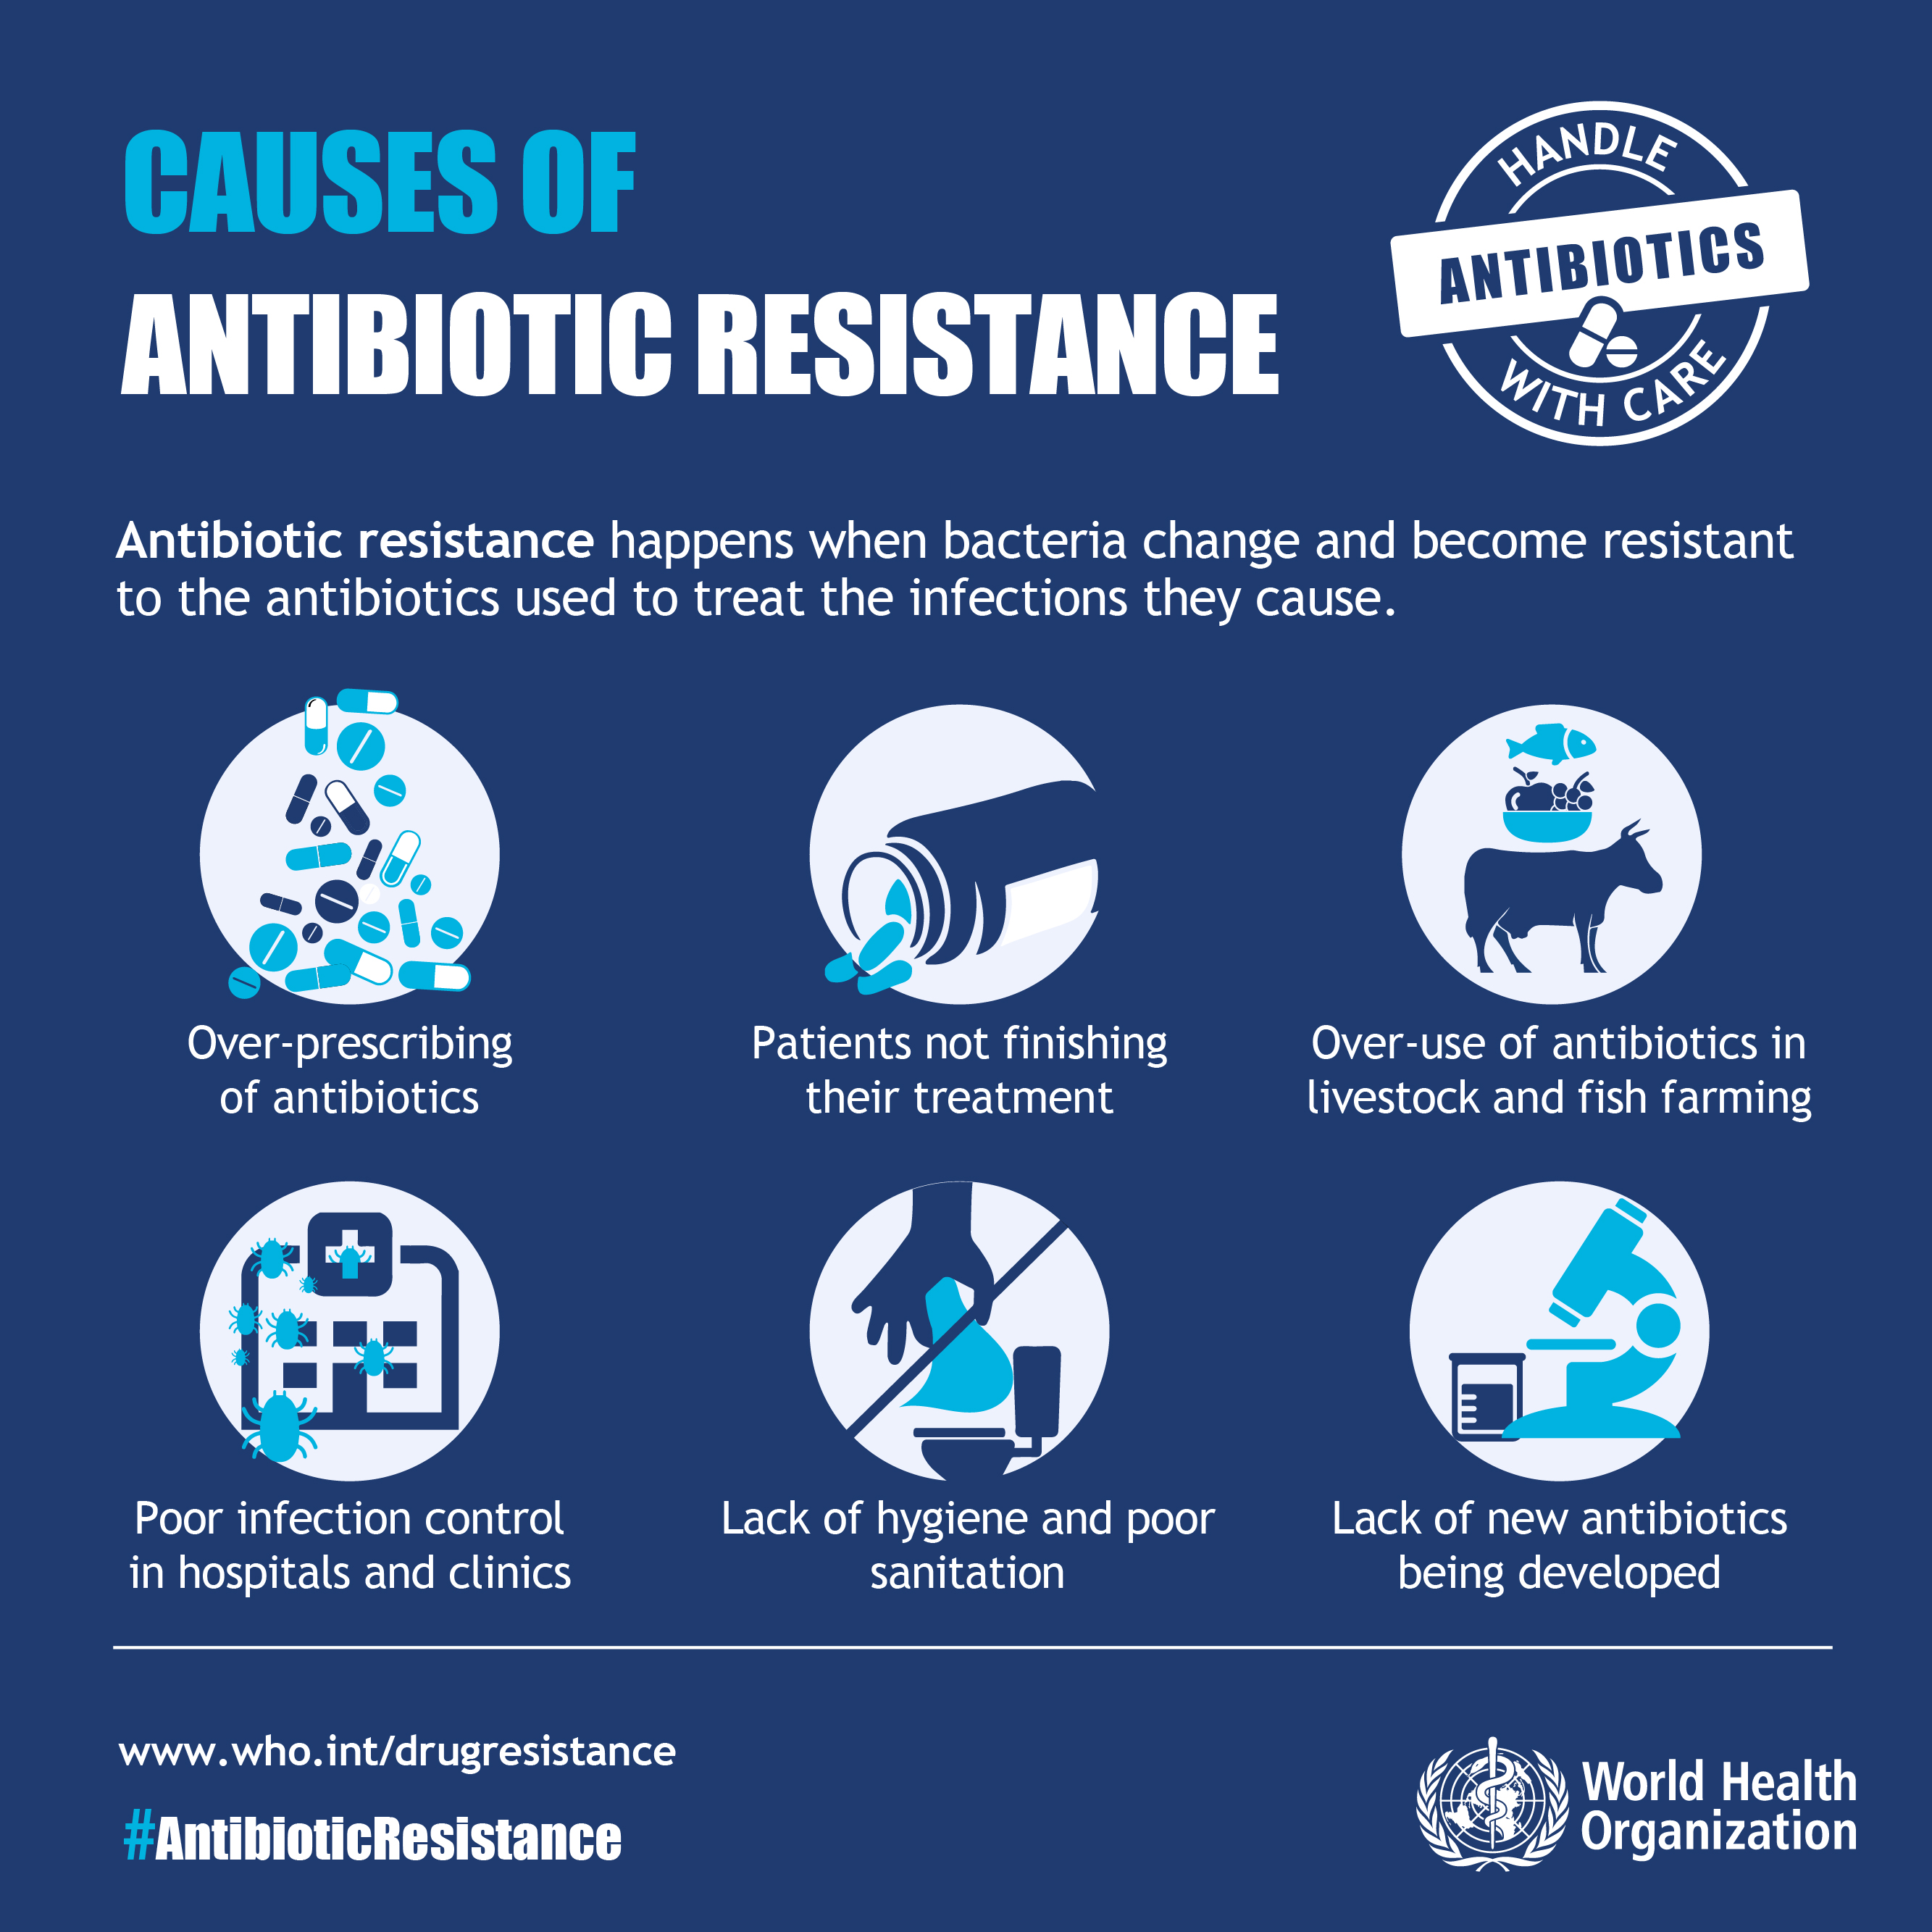 CAUSES OF
ANTIBIOTIC RESISTANCE
HANDLE
ANTIBIOTICS
WITH CARE
Antibiotic resistance happens when bacteria change and become resistant
to the antibiotics used to treat the infections they cause.
Over-prescribing
of antibiotics
Patients not finishing
their treatment
Over-use of antibiotics in
livestock and fish farming
Poor infection control
in hospitals and clinics
Lack of hygiene and poor
sanitation
Lack of new antibiotics
being developed
www.who.int/drugresistance
#AntibioticResistance
World Health
Organization